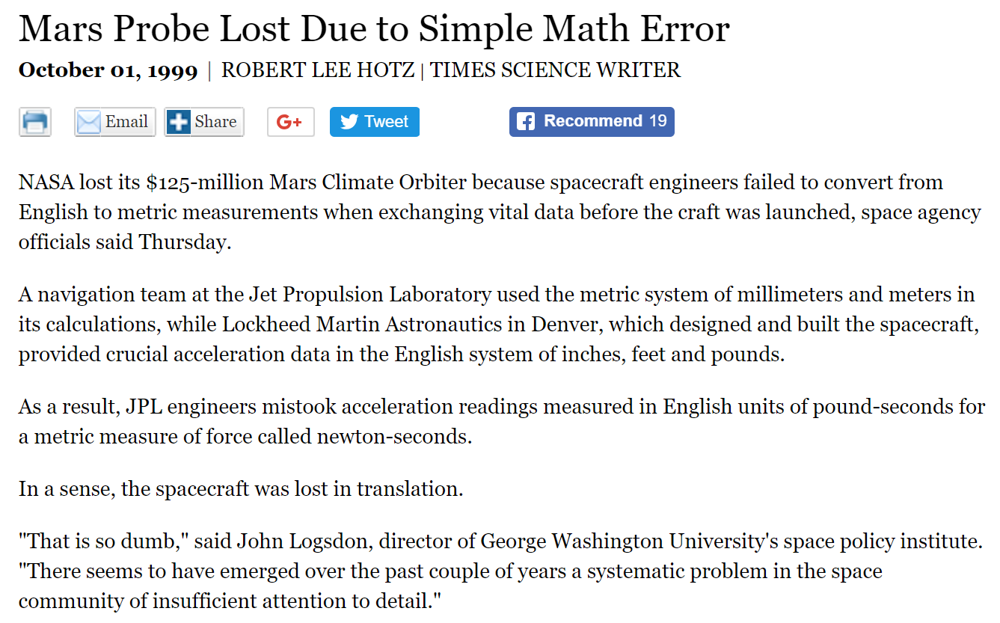 Mars Probe Lost Due to Simple Math Error
October 01, 1999 | ROBERT LEE HOTZ | TIMES SCIENCE WRITER
Email Share G+ Tweet Recommend 19
NASA lost its $125-million Mars Climate Orbiter because spacecraft engineers failed to convert from
English to metric measurements when exchanging vital data before the craft was launched, space agency
officials said Thursday.
A navigation team at the Jet Propulsion Laboratory used the metric system of millimeters and meters in
its calculations, while Lockheed Martin Astronautics in Denver, which designed and built the spacecraft,
provided crucial acceleration data in the English system of inches, feet and pounds.
As a result, JPL engineers mistook acceleration readings measured in English units of pound-seconds for
a metric measure of force called newton-seconds.
In a sense, the spacecraft was lost in translation.
"That is so dumb," said John Logsdon, director of George Washington University's space policy institute.
"There seems to have emerged over the past couple of years a systematic problem in the space
community of insufficient attention to detail."